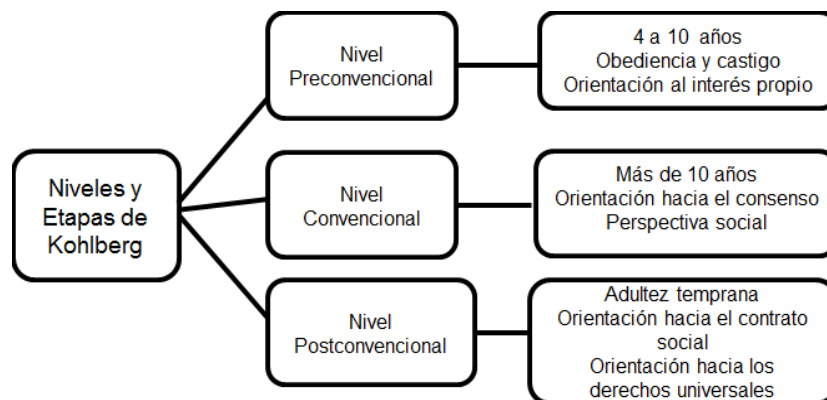 Niveles y
Etapas de
Kohlberg
Nivel
Preconvencional
4 a 10 años
Obediencia y castigo
Orientación al interés propio
Nivel
Convencional
Más de 10 años
Orientación hacia el consenso
Perspectiva social
Nivel
Postconvencional
Adultez temprana
Orientación hacia el contrato
social
Orientación hacia los
derechos universales